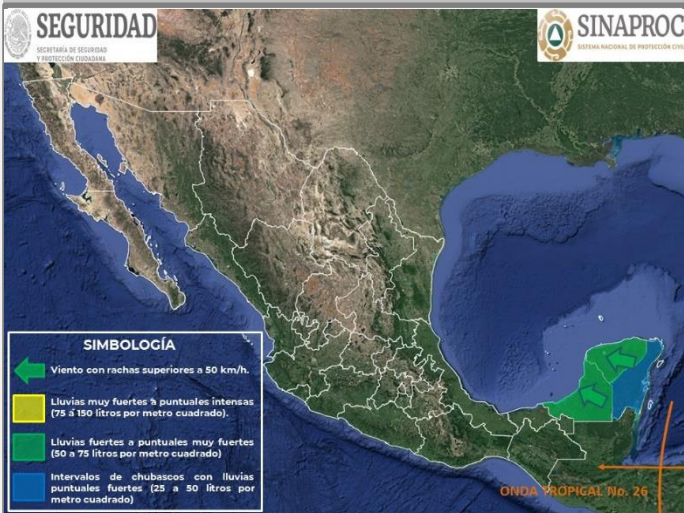 SEGURIDAD
SECRETARÍA DE SEGURIDAD
Y PROTECCIÓN CIUDADANA
SINAPROC
SISTEMA NACIONAL DE PROTECCIÓN CIVIL
SIMBOLOGÍA
Viento con rachas superiores a 50 km/h.
Lluvias muy fuertes a puntuales intensas
(75 a 150 litros por metro cuadrado).
Lluvias fuertes a puntuales muy fuertes
(50 a 75 litros por metro cuadrado)
Intervalos de chubascos con lluvias
puntuales fuertes (25 a 50 litros por
metro cuadrado)
ONDA TROPICAL No. 26